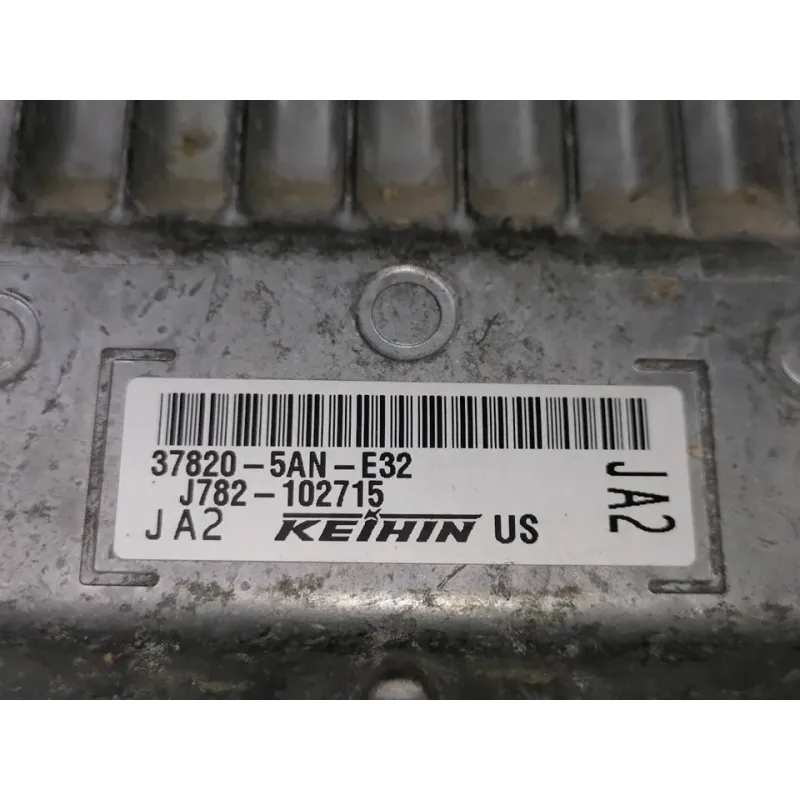 37820-5AN-E32
J782-102715
JA2 KEIHIN US
JA2